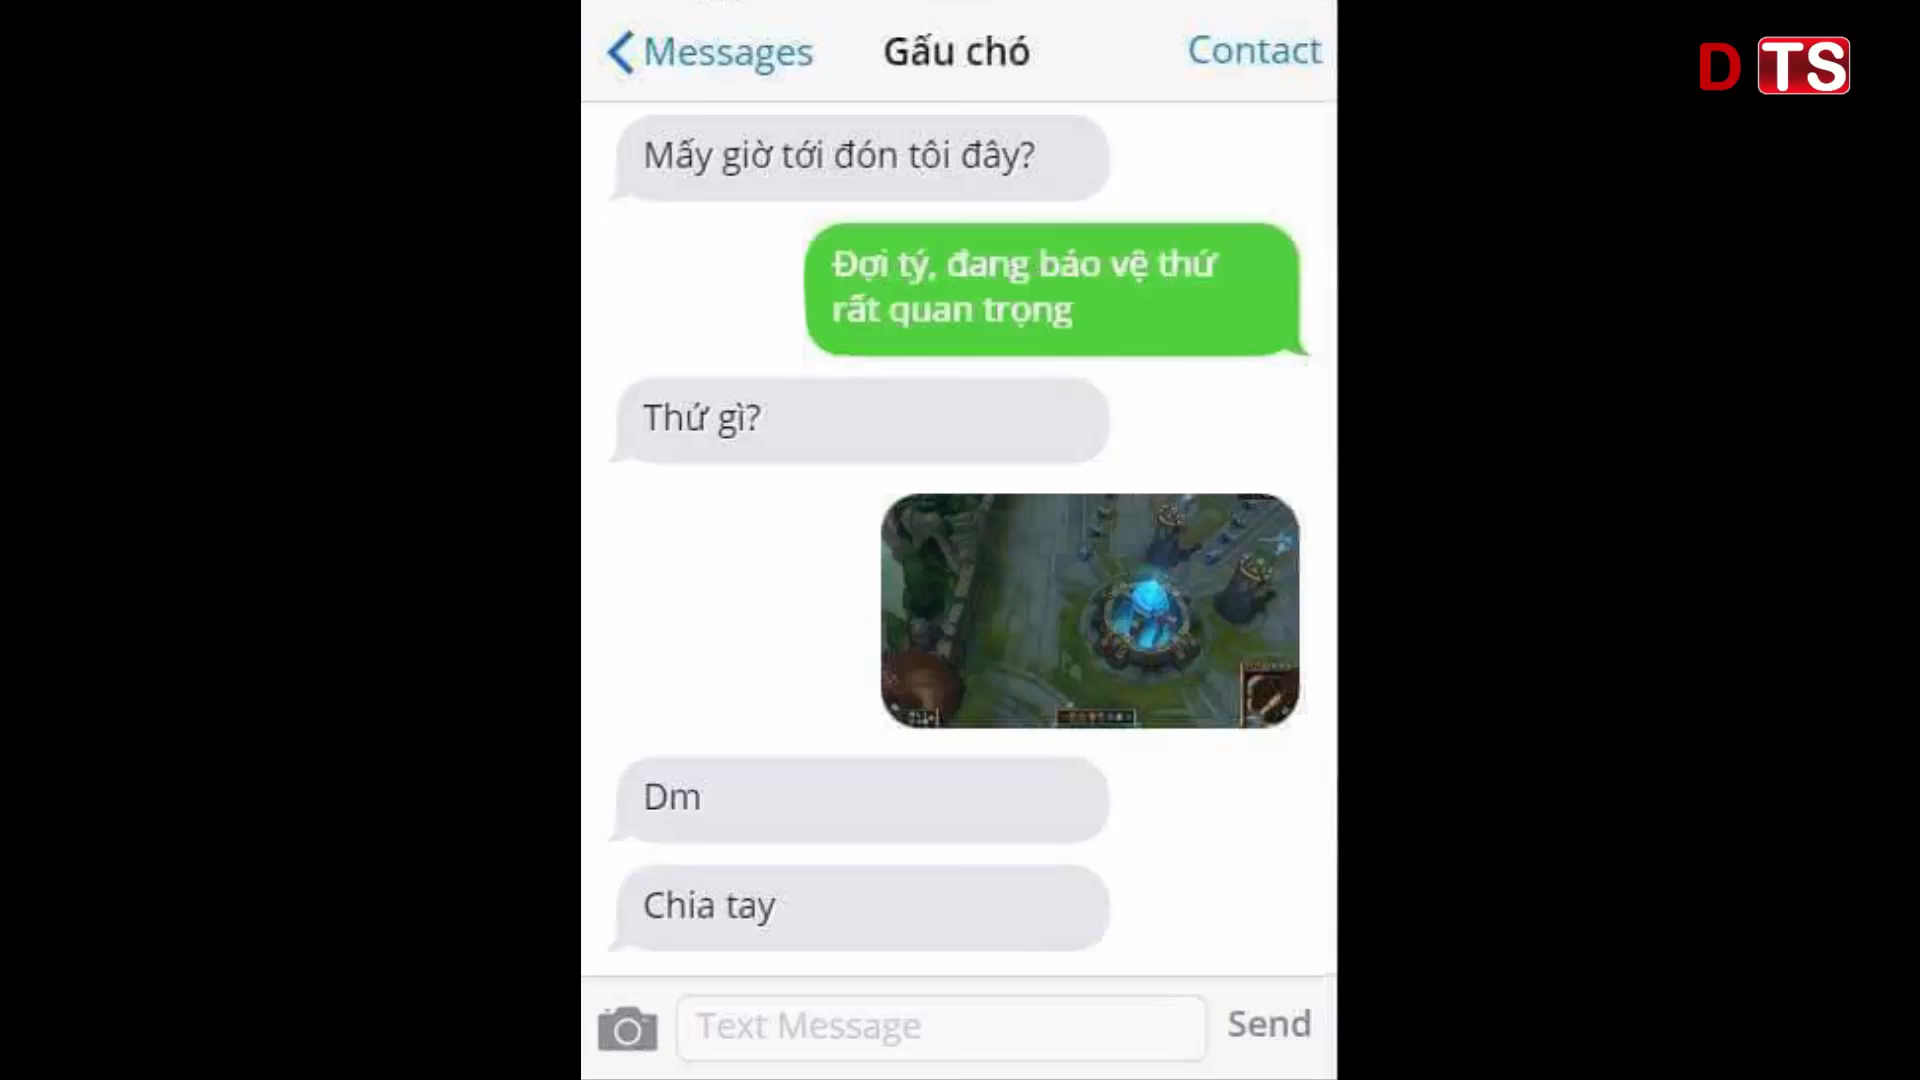 Messages Gấu chó Contact
D TS
Mấy giờ tới đón tôi đây?
Đợi tý, đang bảo vệ thứ
rất quan trọng
Thứ gì?
Dm
Chia tay
Text Message Send